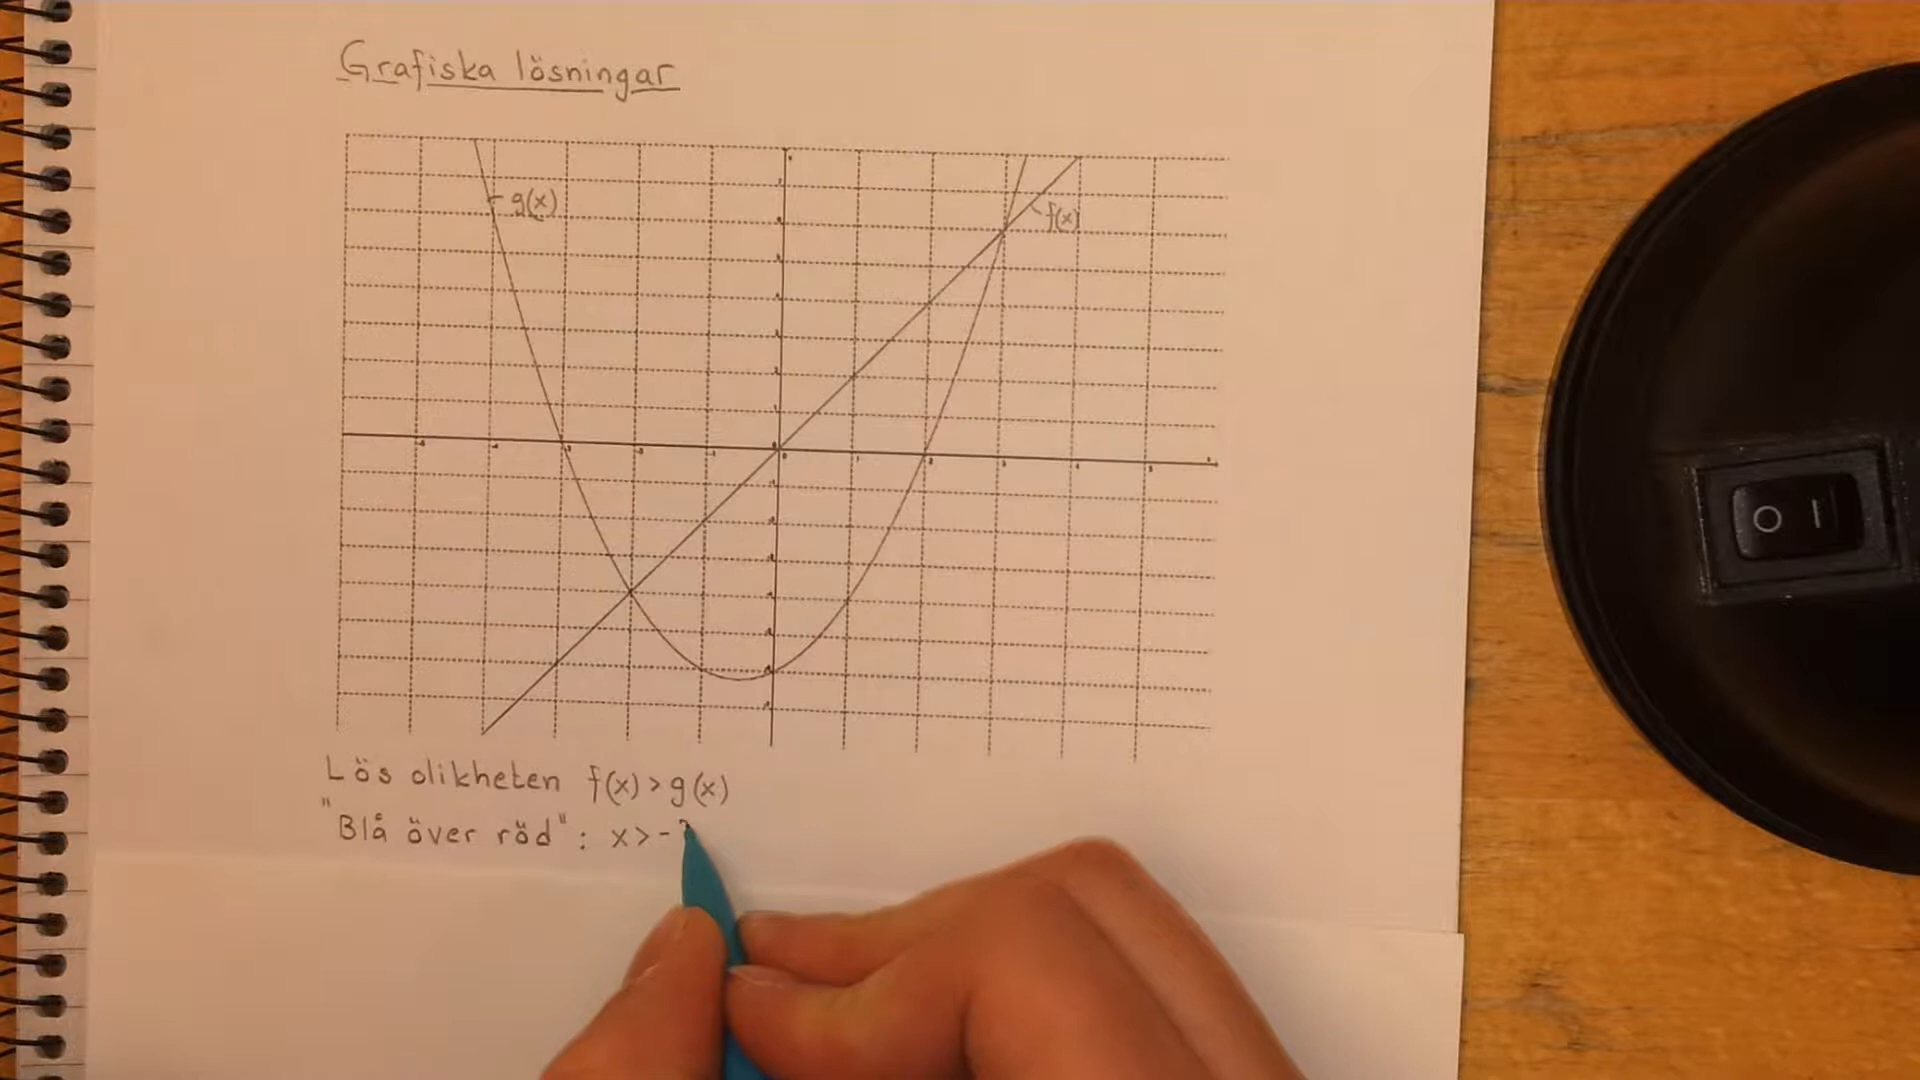 Grafiska lösningar
g(x)
f(x)
Lös olikheten f(x) > g(x)
"Blå över röd": x > -